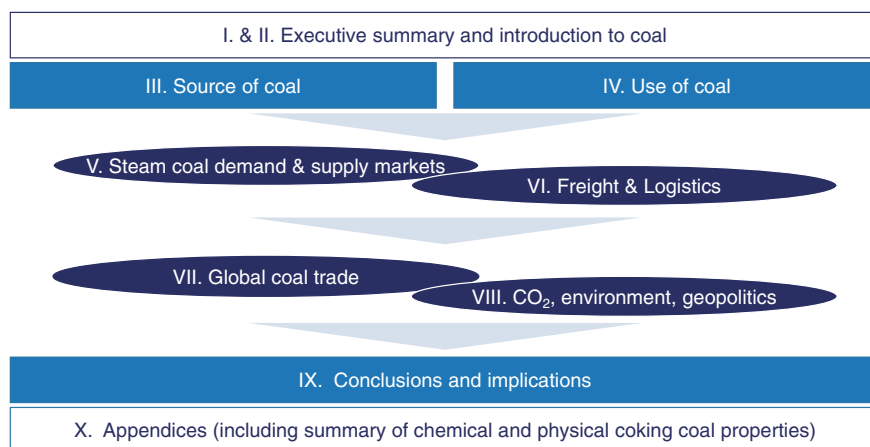 I. & II. Executive summary and introduction to coal
III. Source of coal
IV. Use of coal
V. Steam coal demand & supply markets
VI. Freight & Logistics
VII. Global coal trade
VIII. CO₂, environment, geopolitics
IX. Conclusions and implications
X. Appendices (including summary of chemical and physical coking coal properties)